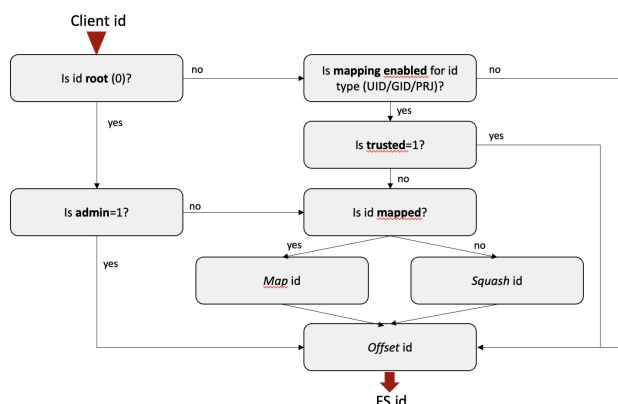 Client id
Is id root (0)?
no
Is mapping enabled for id
type (UID/GID/PRJ)?
no
yes
yes
Is trusted=1?
yes
no
Is admin=1?
no
Is id mapped?
yes
yes
no
Map id
Squash id
Offset id
FS id